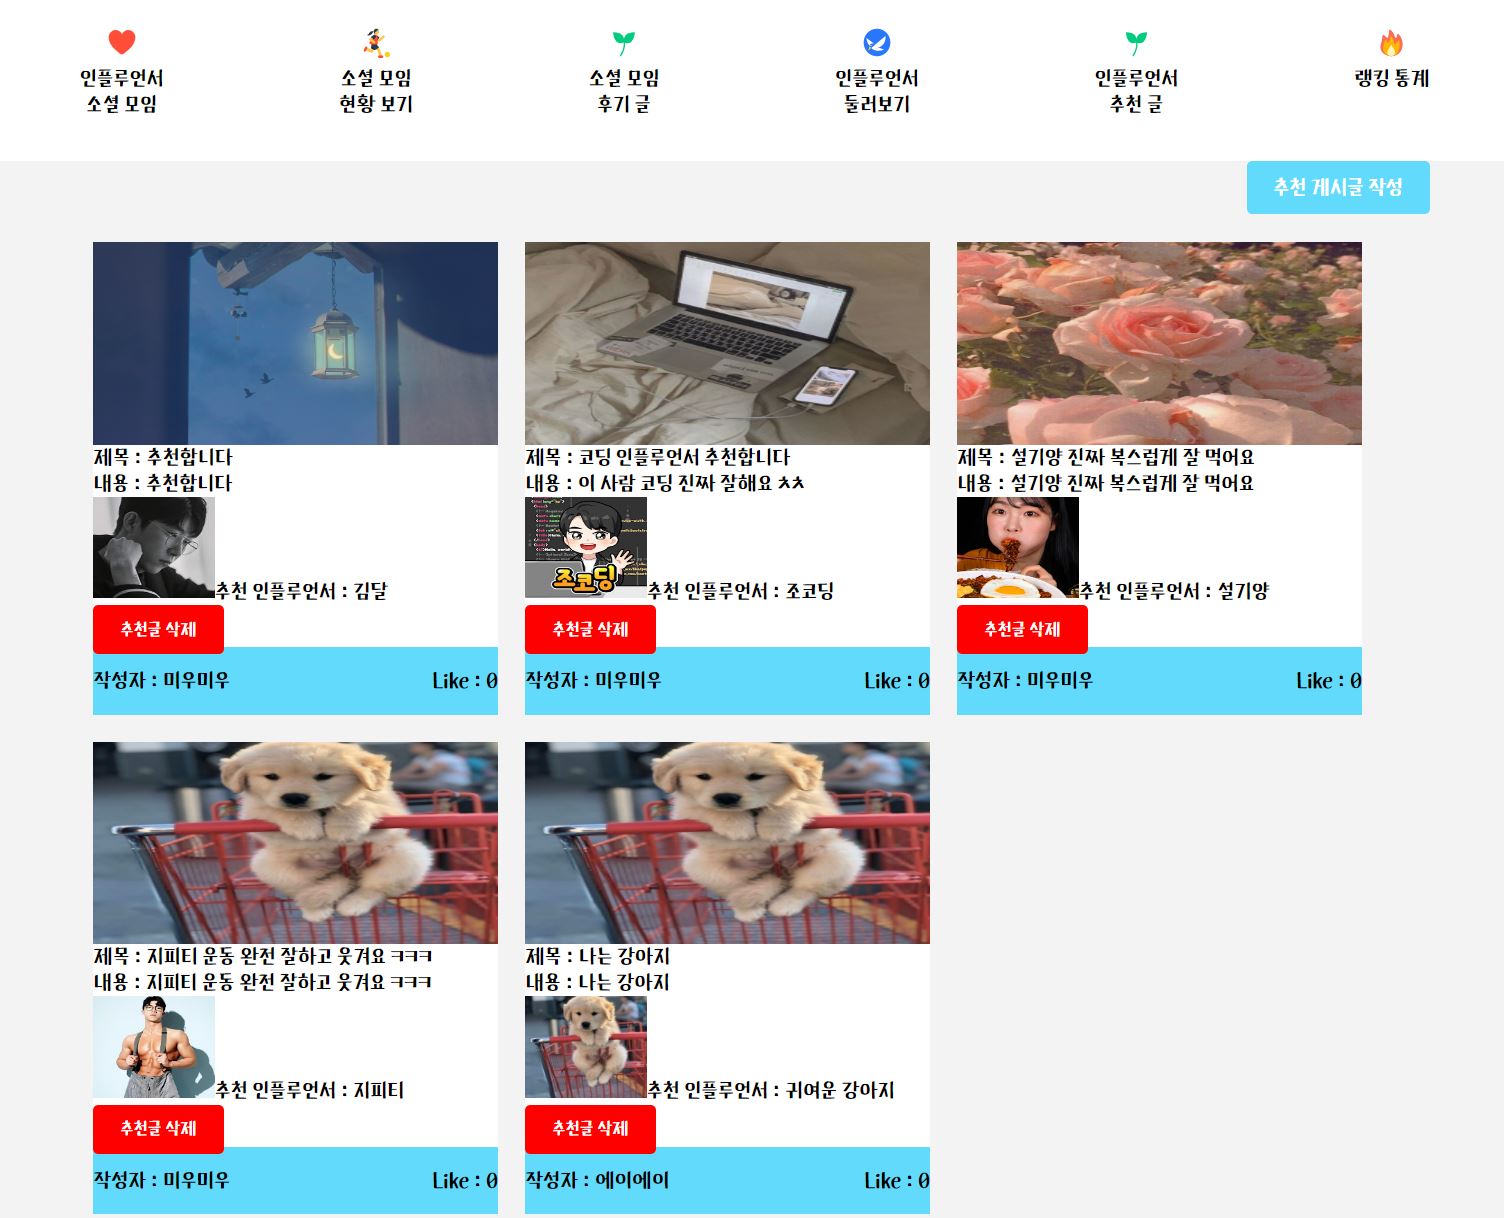 인플루언서
소셜 모임
소셜 모임
현황 보기
소셜 모임
후기 글
인플루언서
둘러보기
인플루언서
추천 글
랭킹 통계
추천 게시글 작성
제목 : 추천합니다
내용 : 추천합니다
추천 인플루언서 : 김달
추천글 삭제
작성자 : 미우미우
Like : 0
제목 : 코딩 인플루언서 추천합니다
내용 : 이 사람 코딩 진짜 잘해요 ㅊㅊ
조코딩
추천 인플루언서 : 조코딩
추천글 삭제
작성자 : 미우미우
Like : 0
제목 : 설기양 진짜 복스럽게 잘 먹어요
내용 : 설기양 진짜 복스럽게 잘 먹어요
추천 인플루언서 : 설기양
추천글 삭제
작성자 : 미우미우
Like : 0
제목 : 지피티 운동 완전 잘하고 웃겨요 ㅋㅋㅋ
내용 : 지피티 운동 완전 잘하고 웃겨요 ㅋㅋㅋ
추천 인플루언서 : 지피티
추천글 삭제
작성자 : 미우미우
Like : 0
제목 : 나는 강아지
내용 : 나는 강아지
추천 인플루언서 : 귀여운 강아지
추천글 삭제
작성자 : 에이에이
Like : 0